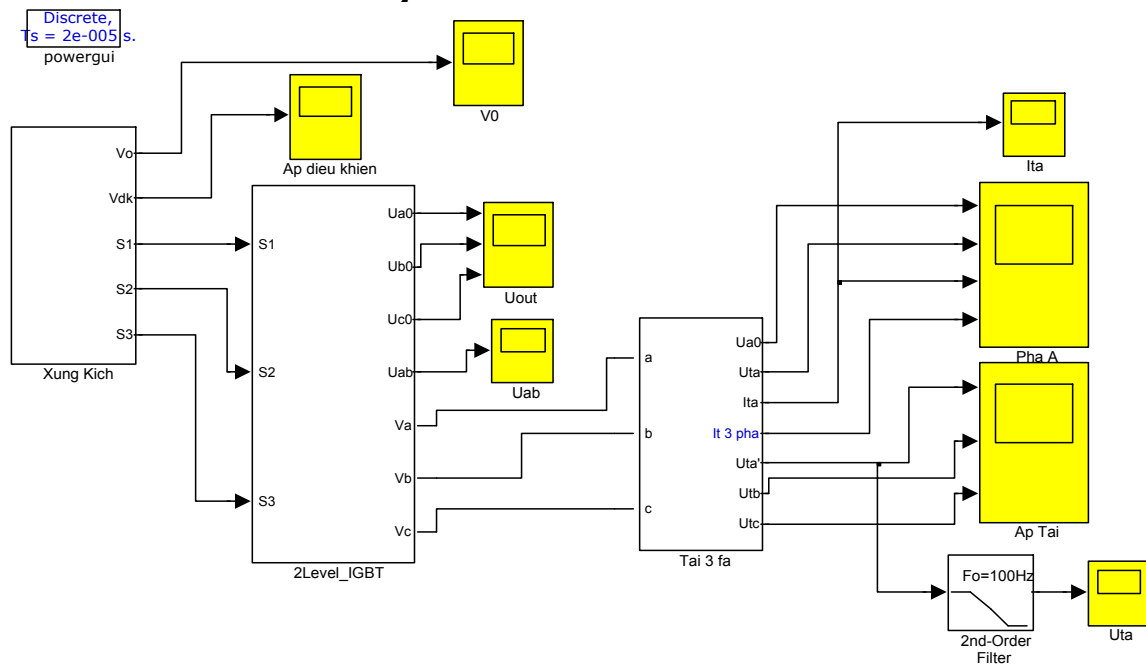 Discrete,
Ts = 2e-005 s.
powergui
V0
Ap dieu khien
Ita
Vo
Vdk
S1
S2
S3
Xung Kich
S1
S2
S3
Ua0
Ub0
Uc0
Uab
Va
Vb
Vc
2Level_IGBT
Uout
Uab
a
b
c
Ua0
Uta
Ita
It 3 pha
Uta'
Utb
Utc
Tai 3 fa
Pha A
Ap Tai
Fo=100Hz
2nd-Order
Filter
Uta